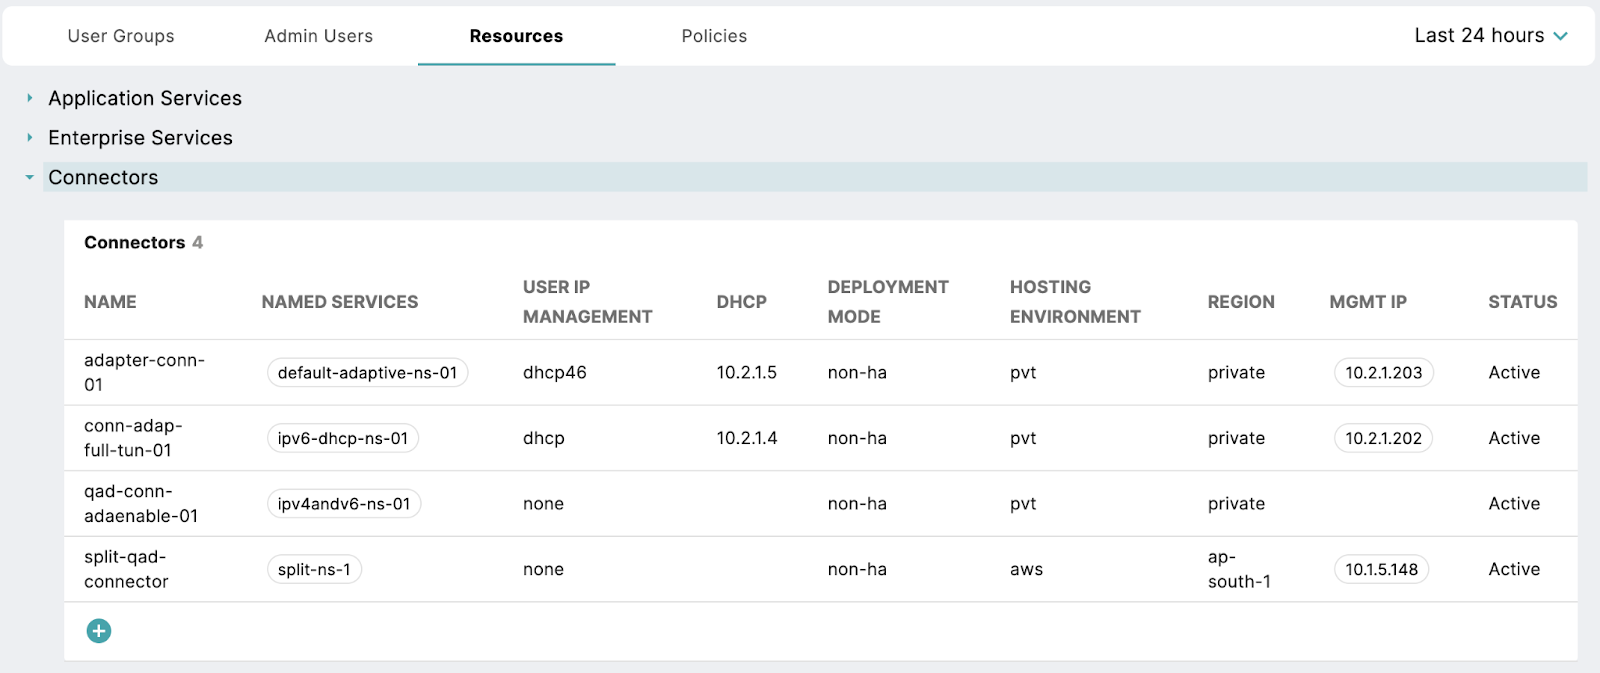 User Groups Admin Users Resources Policies Last 24 hours
Application Services
Enterprise Services
Connectors
Connectors 4
NAME NAMED SERVICES USER IP MANAGEMENT DHCP DEPLOYMENT MODE HOSTING ENVIRONMENT REGION MGMT IP STATUS
adapter-conn-01 default-adaptive-ns-01 dhcp46 10.2.1.5 non-ha pvt private 10.2.1.203 Active
conn-adap-full-tun-01 ipv6-dhcp-ns-01 dhcp 10.2.1.4 non-ha pvt private 10.2.1.202 Active
qad-conn-adaenable-01 ipv4andv6-ns-01 none non-ha pvt private Active
split-qad-connector split-ns-1 none non-ha aws ap-south-1 10.1.5.148 Active